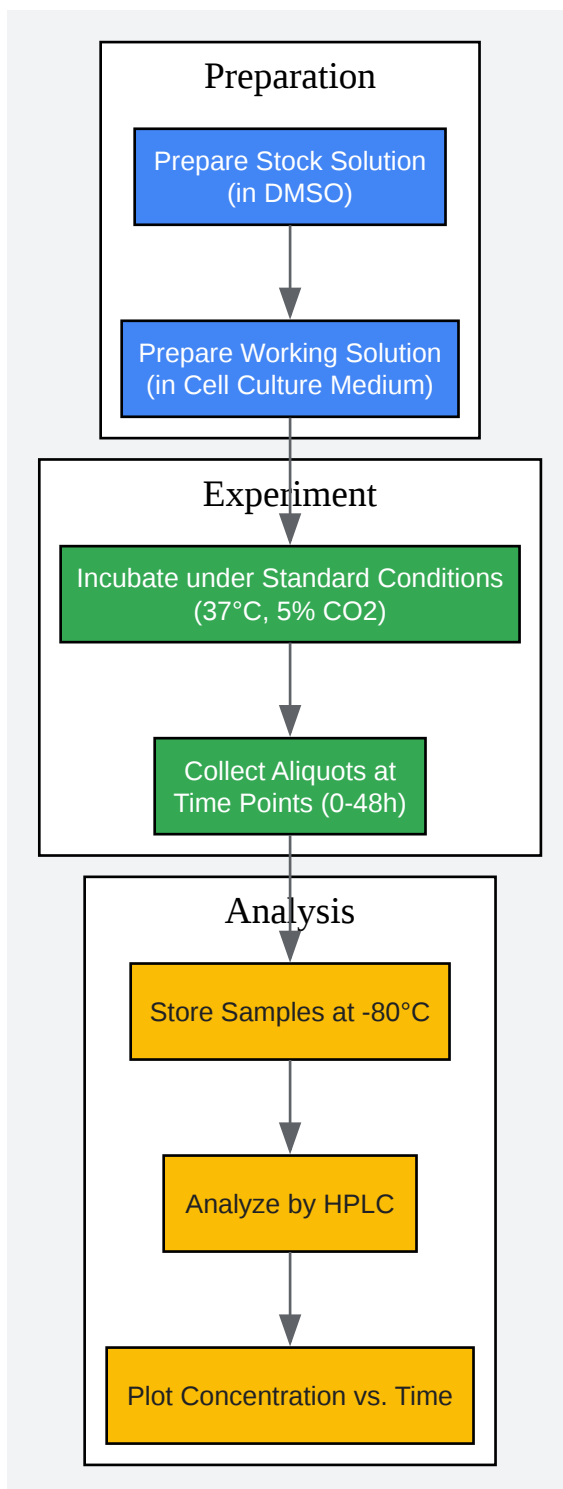 Preparation
Prepare Stock Solution
(in DMSO)
Prepare Working Solution
(in Cell Culture Medium)
Experiment
Incubate under Standard Conditions
(37°C, 5% CO2)
Collect Aliquots at
Time Points (0-48h)
Analysis
Store Samples at -80°C
Analyze by HPLC
Plot Concentration vs. Time